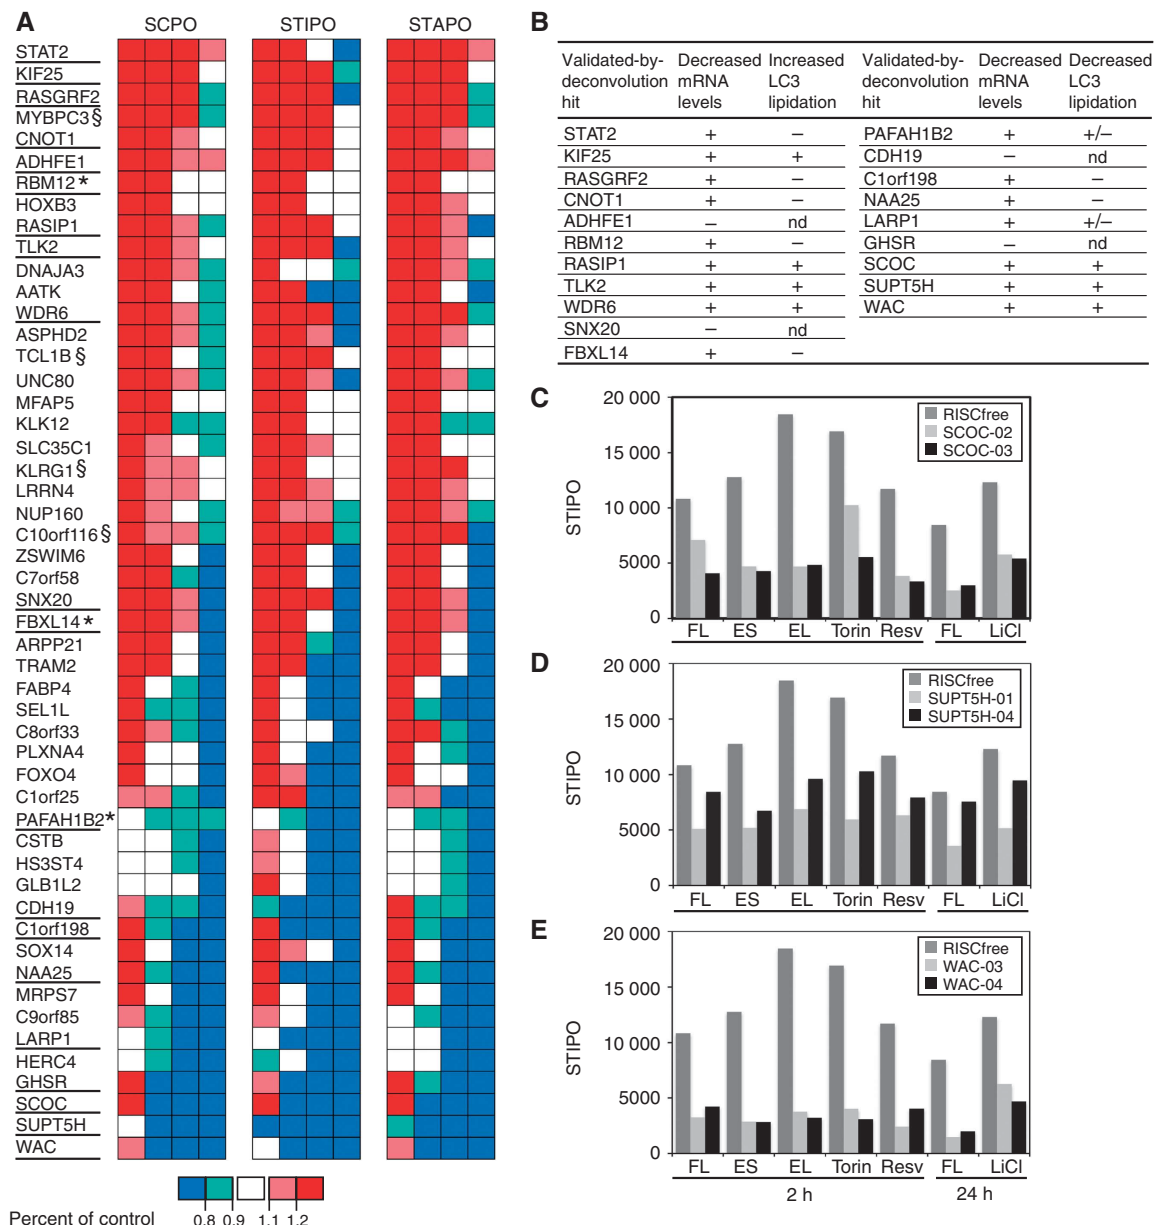 A
SCPO STIPO STAPO
STAT2
KIF25
RASGRF2
MYBPC3§
CNOT1
ADHFE1
RBM12*
HOXB3
RASIP1
TLK2
DNAJA3
AATK
WDR6
ASPHD2
TCL1B§
UNC80
MFAP5
KLK12
SLC35C1
KLRG1§
LRRN4
NUP160
C10orf116§
ZSWIM6
C7orf58
SNX20
FBXL14*
ARPP21
TRAM2
FABP4
SEL1L
C8orf33
PLXNA4
FOXO4
C1orf25
PAFAH1B2*
CSTB
HS3ST4
GLB1L2
CDH19
C1orf198
SOX14
NAA25
MRPS7
C9orf85
LARP1
HERC4
GHSR
SCOC
SUPT5H
WAC
Percent of control 0.8 0.9 1.1 1.2
B
Validated-by- Decreased Increased Validated-by- Decreased Decreased
deconvolution mRNA LC3 deconvolution mRNA LC3
hit levels lipidation hit levels lipidation
STAT2 + – PAFAH1B2 + +/–
KIF25 + + CDH19 – nd
RASGRF2 + – C1orf198 + –
CNOT1 + – NAA25 + –
ADHFE1 – nd LARP1 + +/–
RBM12 + – GHSR – nd
RASIP1 + + SCOC + +
TLK2 + + SUPT5H + +
WDR6 + + WAC + +
SNX20 – nd
FBXL14 + –
C
20 000
15 000
10 000
5000
0
STIPO
RISCfree
SCOC-02
SCOC-03
FL ES EL Torin Resv FL LiCl
D
20 000
15 000
10 000
5000
0
STIPO
RISCfree
SUPT5H-01
SUPT5H-04
FL ES EL Torin Resv FL LiCl
E
20 000
15 000
10 000
5000
0
STIPO
RISCfree
WAC-03
WAC-04
FL ES EL Torin Resv FL LiCl
2 h 24 h